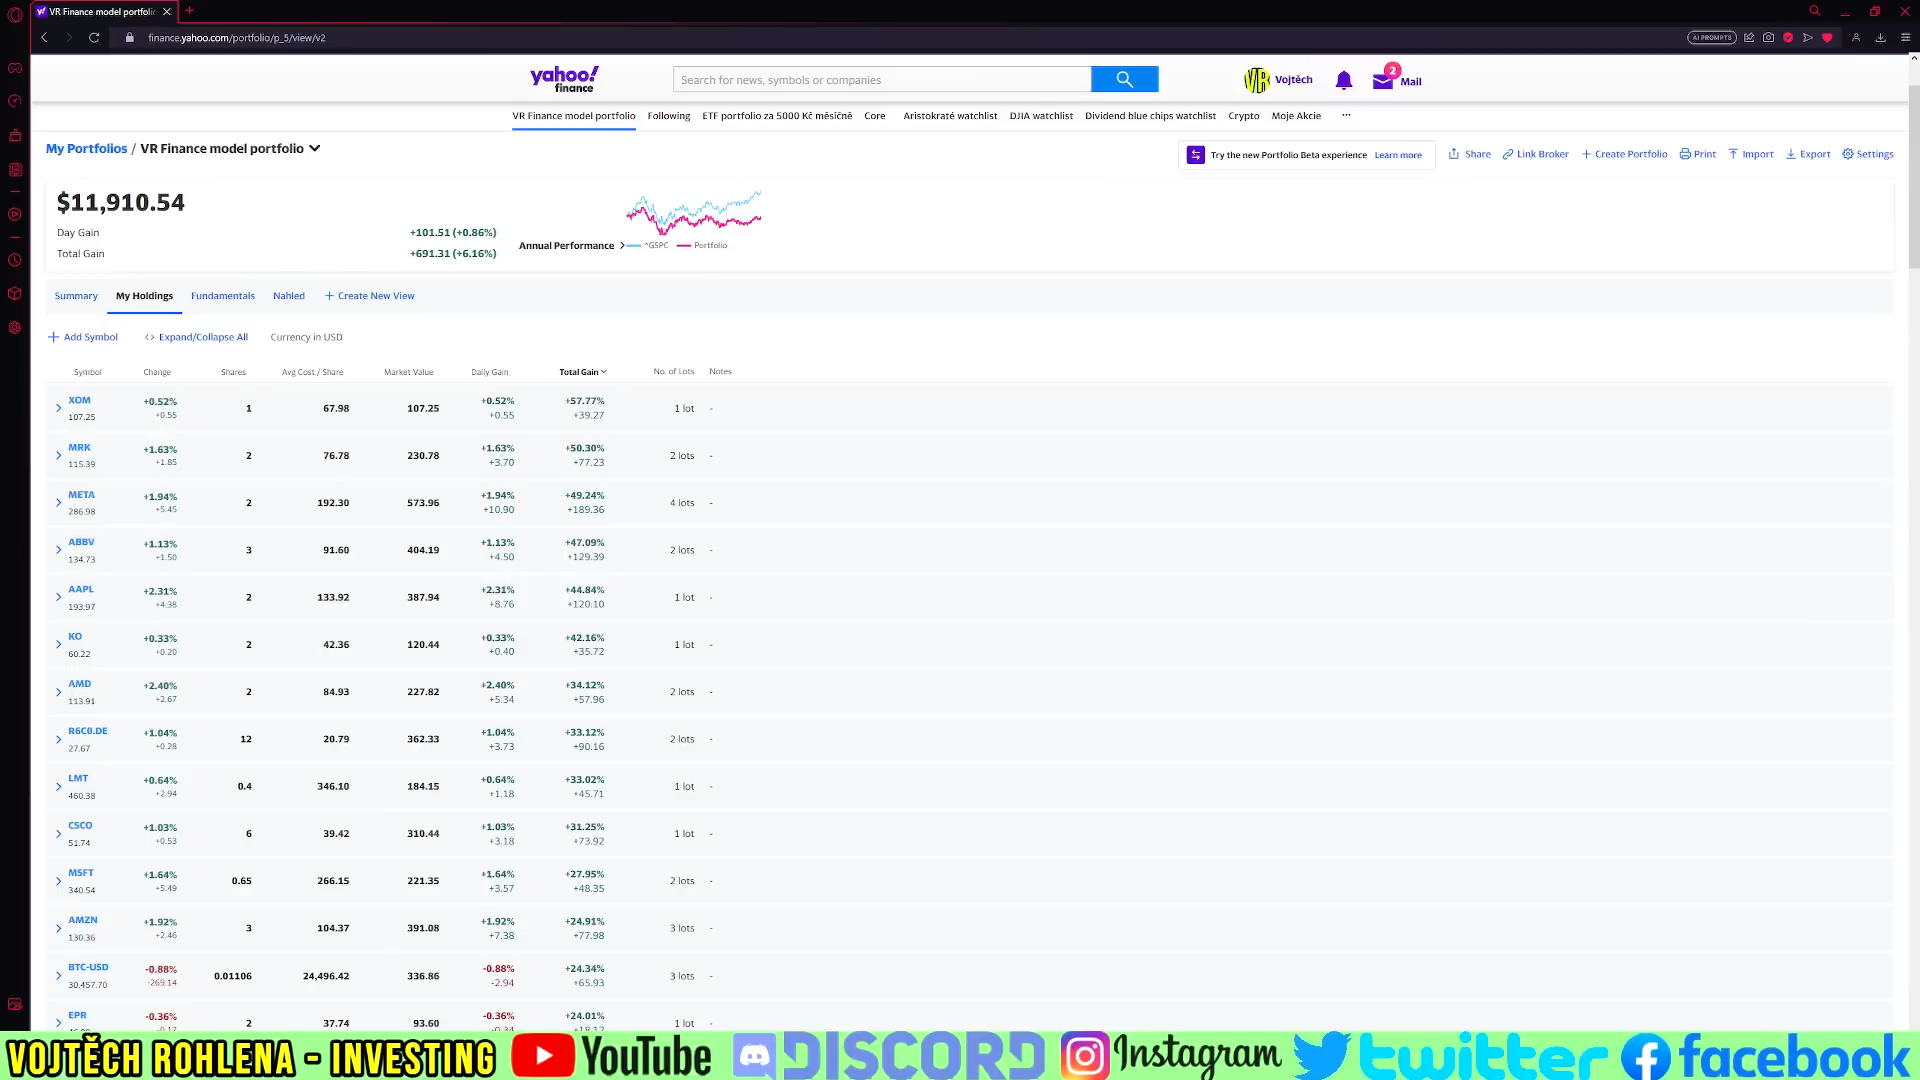 VR Finance model portfolio
finance.yahoo.com/portfolio/p_5/view/v2
AI PROMPTS
yahoo! finance
Search for news, symbols or companies
VR Vojtěch
2 Mail
VR Finance model portfolio Following ETF portfolio za 5000 Kč měsíčně Core Aristokraté watchlist DJIA watchlist Dividend blue chips watchlist Crypto Moje Akcie ...
My Portfolios / VR Finance model portfolio
Try the new Portfolio Beta experience Learn more Share Link Broker + Create Portfolio Print Import Export Settings
$11,910.54
Day Gain +101.51 (+0.86%)
Total Gain +691.31 (+6.16%)
Annual Performance ^GSPC Portfolio
Summary My Holdings Fundamentals Nahled + Create New View
+ Add Symbol <> Expand/Collapse All Currency in USD
Symbol Change Shares Avg Cost / Share Market Value Daily Gain Total Gain No. of Lots Notes
XOM +0.52% 1 67.98 107.25 +0.52% +57.77% 1 lot -
107.25 +0.55 +0.55 +39.27
MRK +1.63% 2 76.78 230.78 +1.63% +50.30% 2 lots -
115.39 +1.85 +3.70 +77.23
META +1.94% 2 192.30 573.96 +1.94% +49.24% 4 lots -
286.98 +5.45 +10.90 +189.36
ABBV +1.13% 3 91.60 404.19 +1.13% +47.09% 2 lots -
134.73 +1.50 +4.50 +129.39
AAPL +2.31% 2 133.92 387.94 +2.31% +44.84% 1 lot -
193.97 +4.38 +8.76 +120.10
KO +0.33% 2 42.36 120.44 +0.33% +42.16% 1 lot -
60.22 +0.20 +0.40 +35.72
AMD +2.40% 2 84.93 227.82 +2.40% +34.12% 2 lots -
113.91 +2.67 +5.34 +57.96
R6C0.DE +1.04% 12 20.79 362.33 +1.04% +33.12% 2 lots -
27.67 +0.28 +3.73 +90.16
LMT +0.64% 0.4 346.10 184.15 +0.64% +33.02% 1 lot -
460.38 +2.94 +1.18 +45.71
CSCO +1.03% 6 39.42 310.44 +1.03% +31.25% 1 lot -
51.74 +0.53 +3.18 +73.92
MSFT +1.64% 0.65 266.15 221.35 +1.64% +27.95% 2 lots -
340.54 +5.49 +3.57 +48.35
AMZN +1.92% 3 104.37 391.08 +1.92% +24.91% 3 lots -
130.36 +2.46 +7.38 +77.98
BTC-USD -0.88% 0.01106 24,496.42 336.86 -0.88% +24.34% 3 lots -
30,457.70 -269.14 -2.94 +65.93
EPR -0.36% 2 37.74 93.60 -0.36% +24.01% 1 lot -
VOJTĚCH ROHLENA - INVESTING YouTube DISCORD Instagram twitter facebook